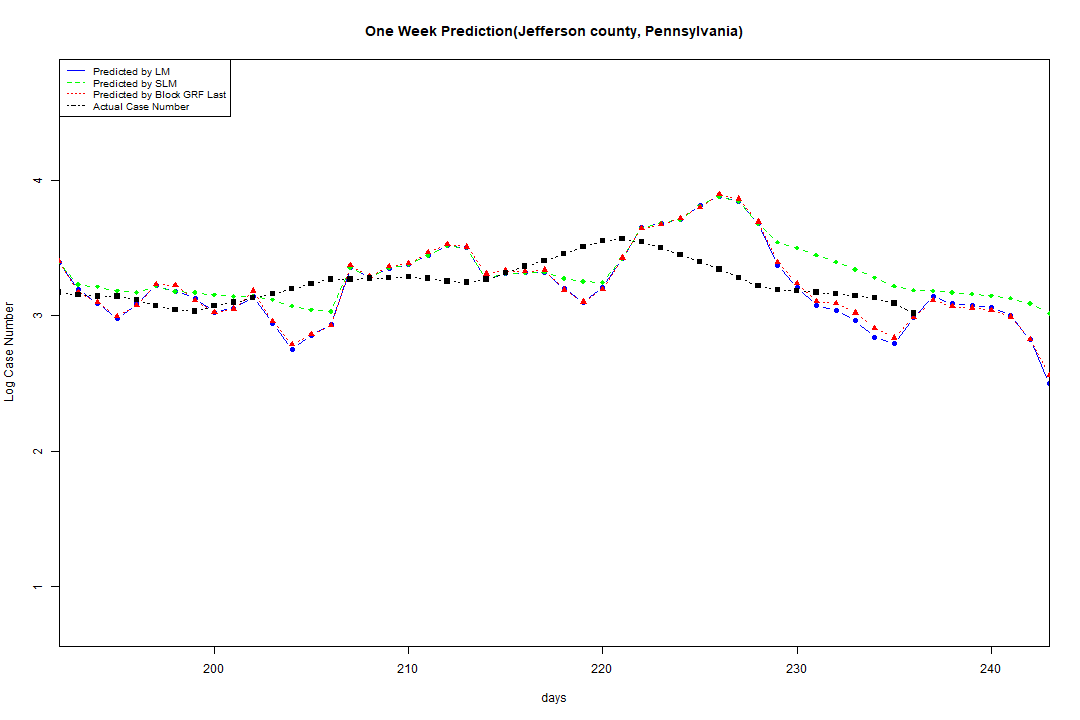 One Week Prediction(Jefferson county, Pennsylvania)
Predicted by LM
Predicted by SLM
Predicted by Block GRF Last
Actual Case Number
4
3
2
1
Log Case Number
200 210 220 230 240
days